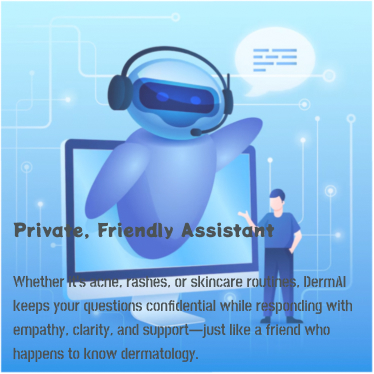 Private, Friendly Assistant
Whether it's acne, rashes, or skincare routines, DermAI
keeps your questions confidential while responding with
empathy, clarity, and support—just like a friend who
happens to know dermatology.